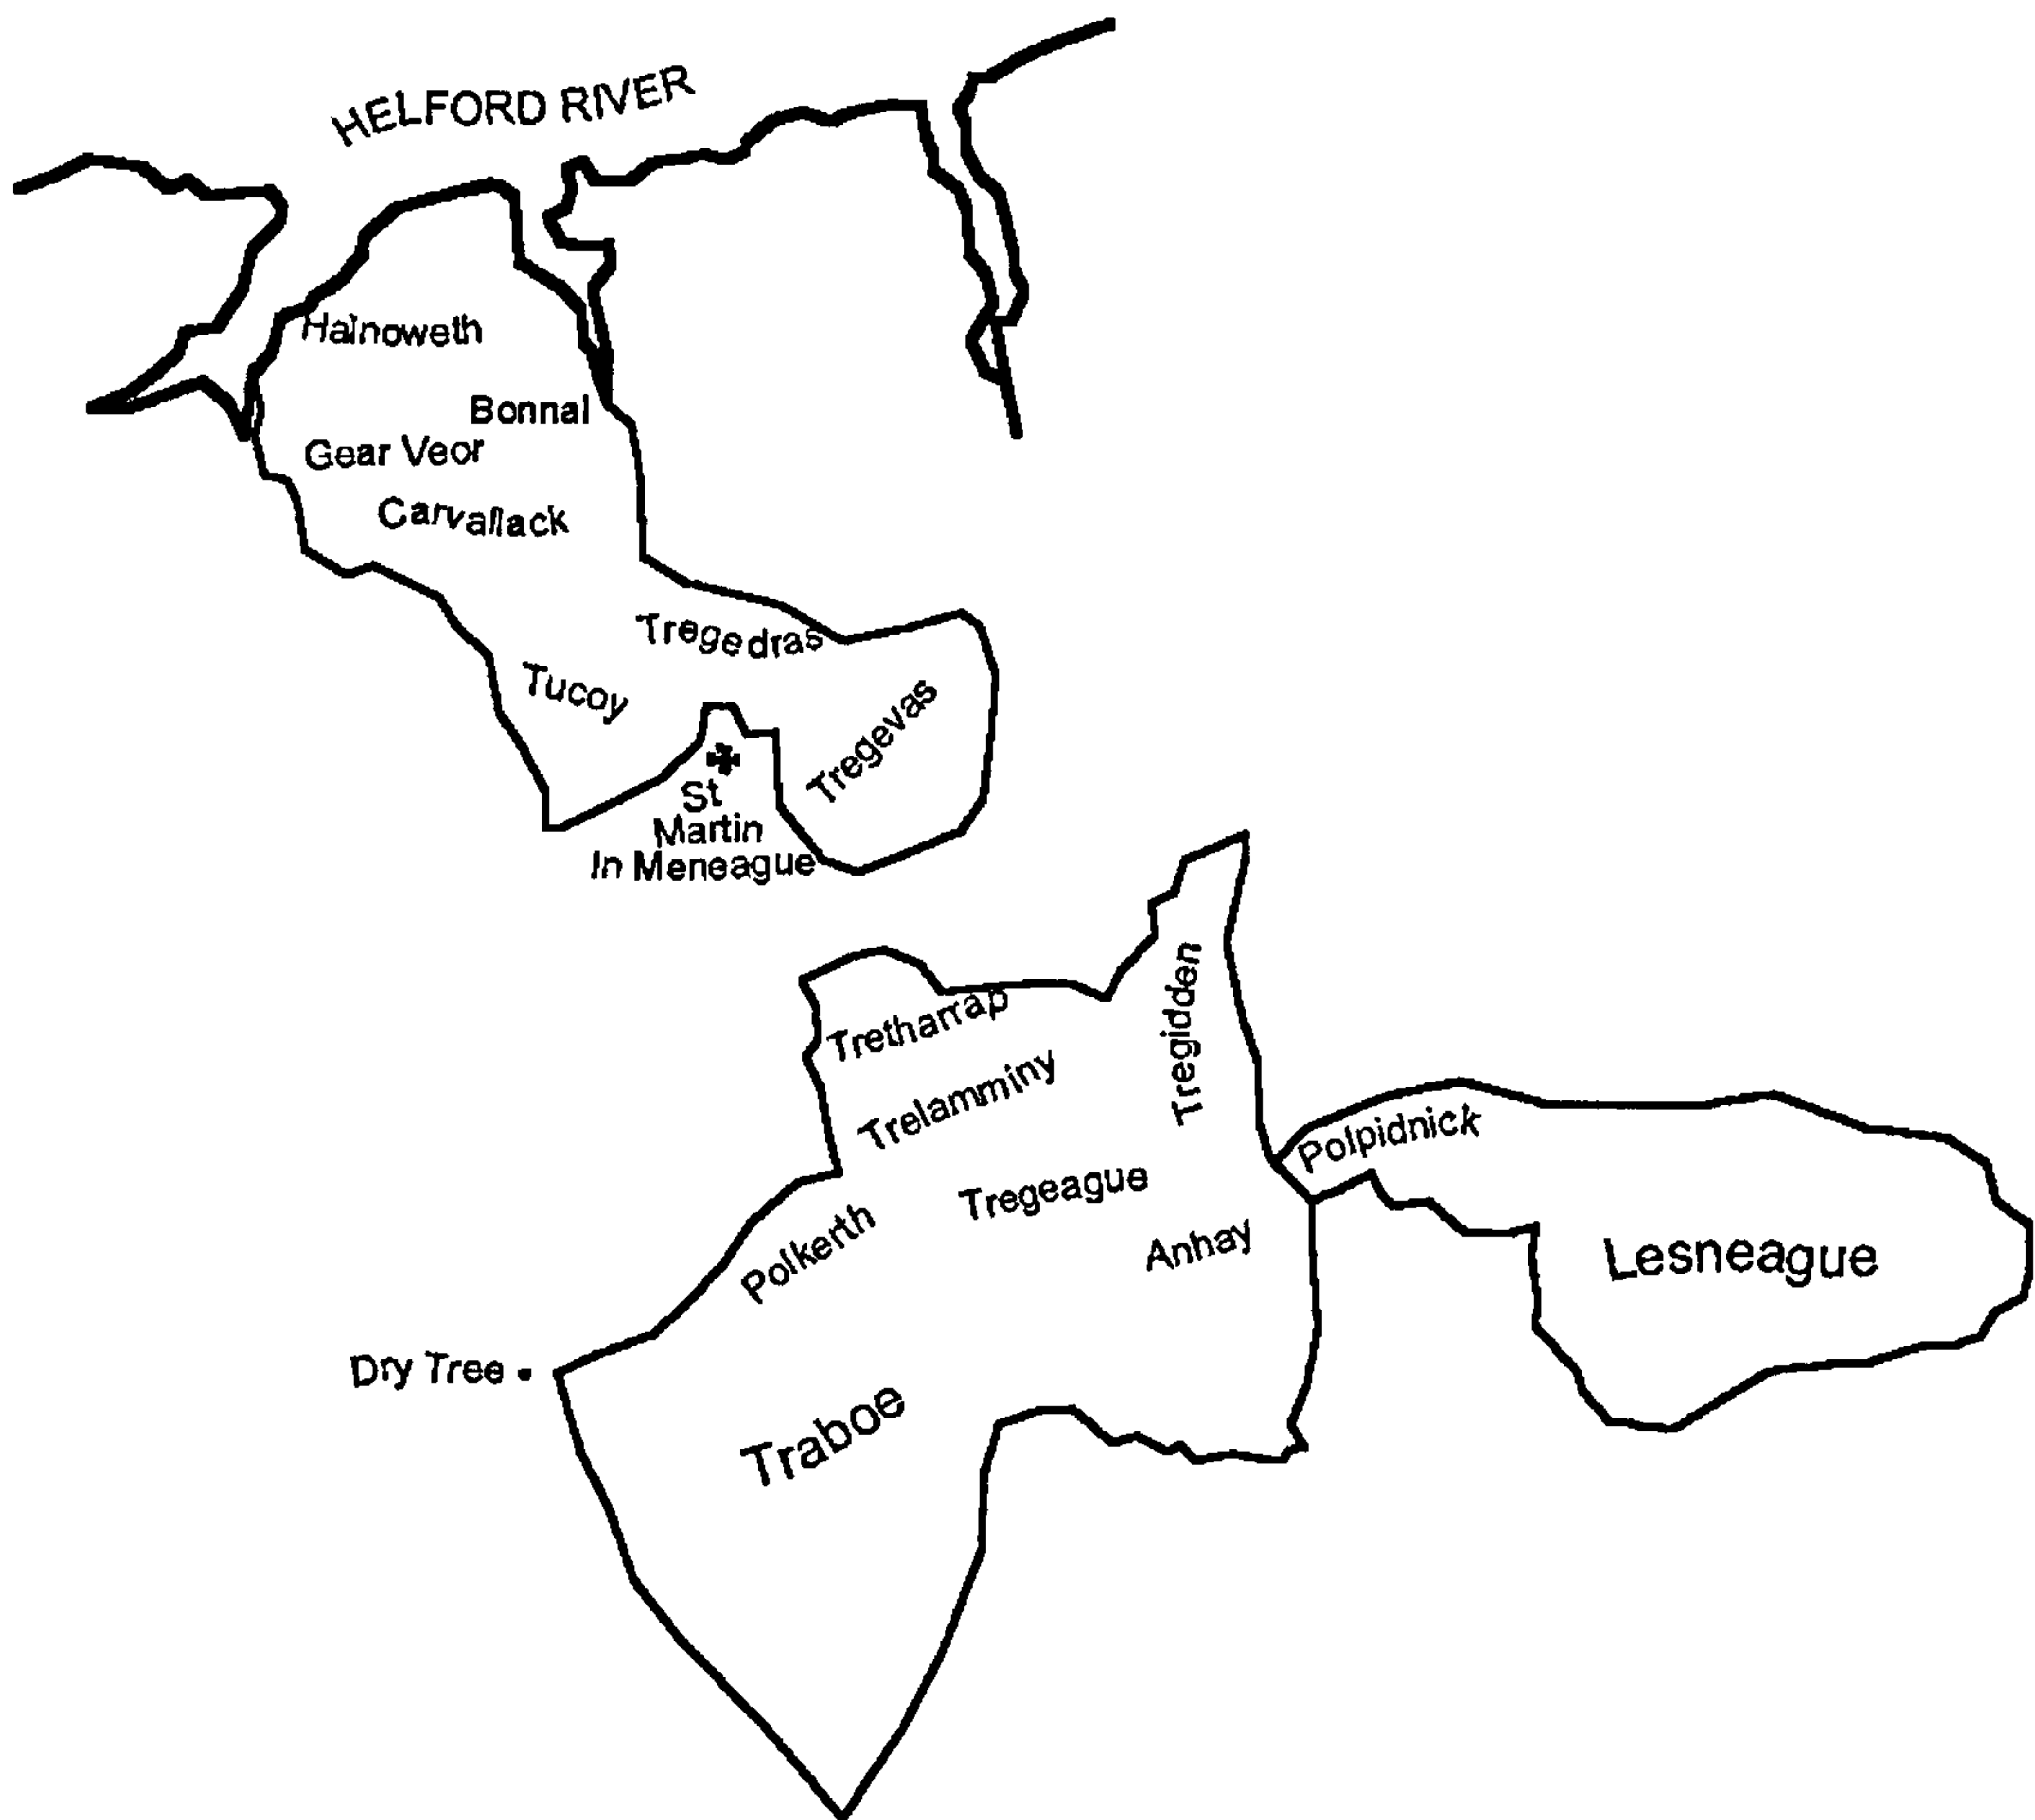 HELFORD RIVER
Halnoweth
Bonnal
Gear Veor
Carvallack
Tregedras
Tucoy
Tregevas
St
Martin
In Meneague
Tregidden
Tretharrap
Trelamminy
Polpidnick
Tregeague
Polkerth
Anhay
Lesneague
Dry Tree
Traboe